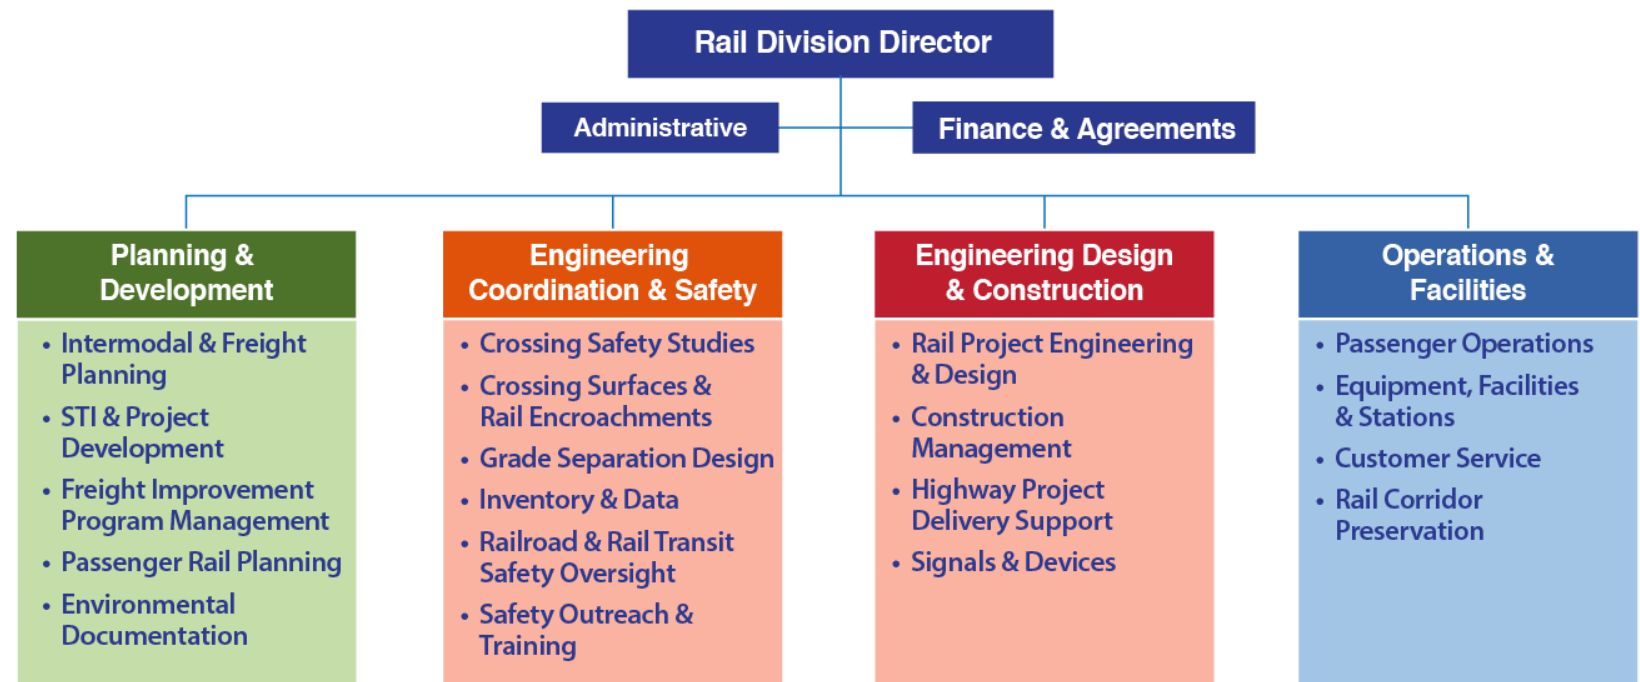 Rail Division Director
Administrative
Finance & Agreements
Planning &
Development
• Intermodal & Freight
Planning
• STI & Project
Development
• Freight Improvement
Program Management
• Passenger Rail Planning
• Environmental
Documentation
Engineering
Coordination & Safety
• Crossing Safety Studies
• Crossing Surfaces &
Rail Encroachments
• Grade Separation Design
• Inventory & Data
• Railroad & Rail Transit
Safety Oversight
• Safety Outreach &
Training
Engineering Design
& Construction
• Rail Project Engineering
& Design
• Construction
Management
• Highway Project
Delivery Support
• Signals & Devices
Operations &
Facilities
• Passenger Operations
• Equipment, Facilities
& Stations
• Customer Service
• Rail Corridor
Preservation